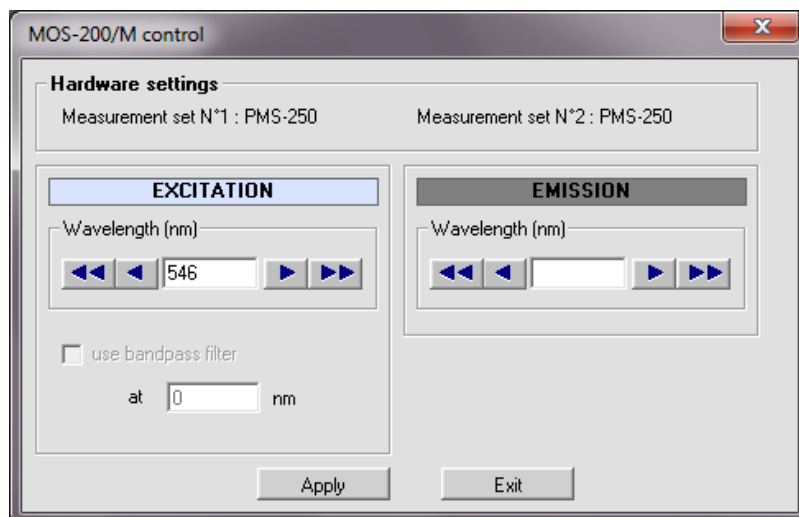 MOS-200/M control
Hardware settings
Measurement set N°1 : PMS-250
Measurement set N°2 : PMS-250
EXCITATION
Wavelength (nm)
546
use bandpass filter
at 0 nm
EMISSION
Wavelength (nm)
Apply
Exit